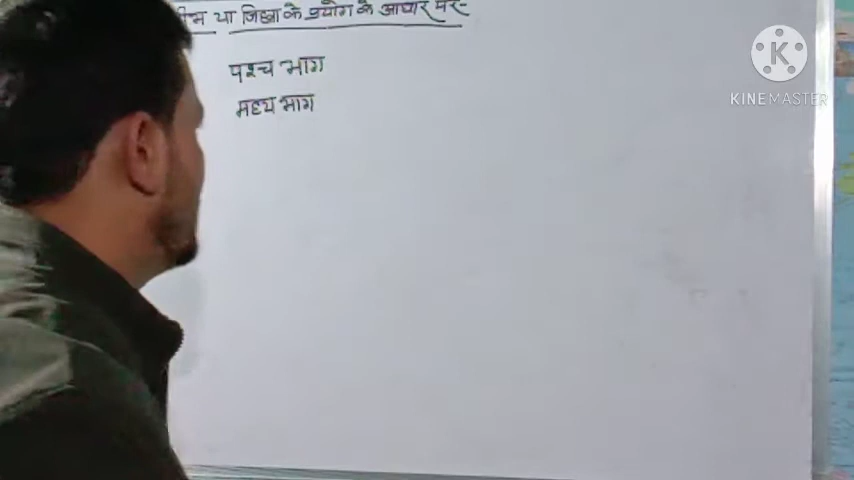 या जिह्वा के प्रयोग के आधार पर-
पश्च भाग
मध्य भाग
KINEMASTER